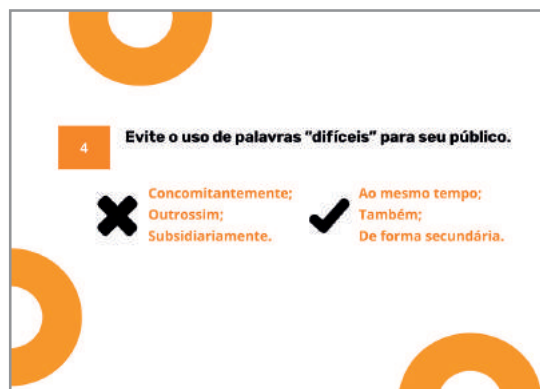 4
Evite o uso de palavras "difíceis" para seu público.
Concomitantemente;
Outrossim;
Subsidiariamente.
Ao mesmo tempo;
Também;
De forma secundária.